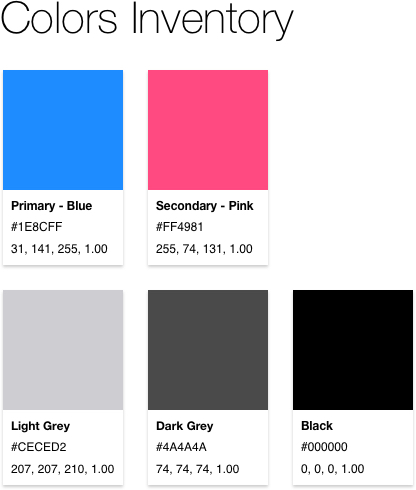 Colors Inventory
Primary - Blue
#1E8CFF
31, 141, 255, 1.00
Secondary - Pink
#FF4981
255, 74, 131, 1.00
Light Grey
#CECED2
207, 207, 210, 1.00
Dark Grey
#4A4A4A
74, 74, 74, 1.00
Black
#000000
0, 0, 0, 1.00